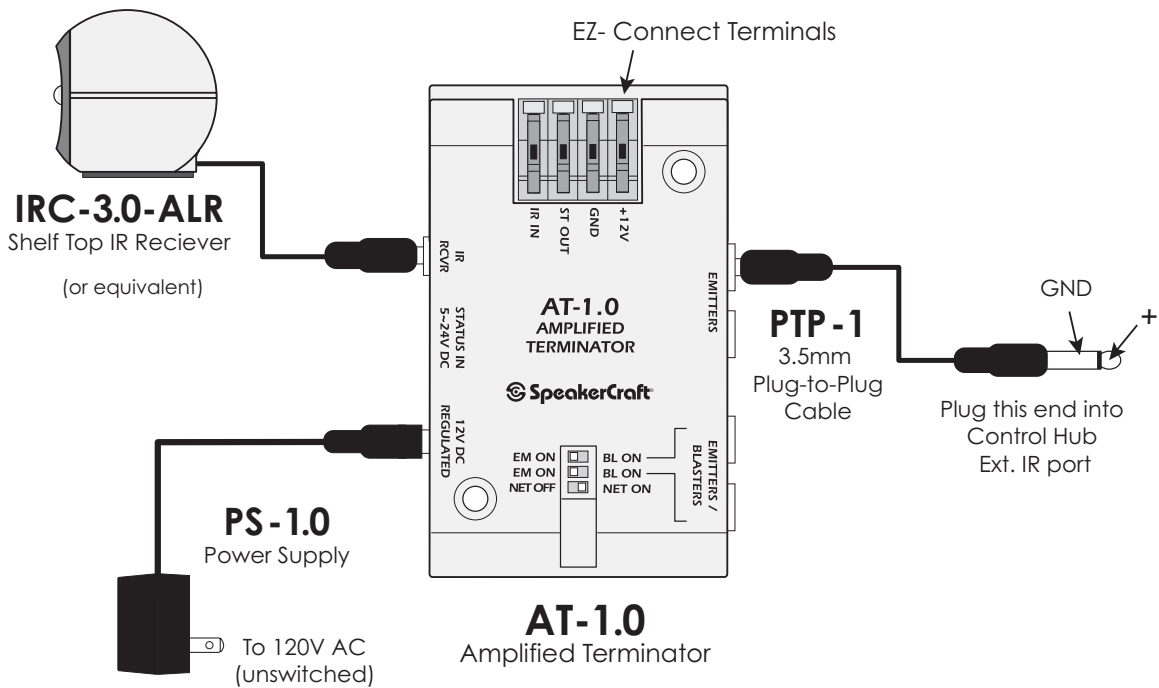 EZ- Connect Terminals
IRC-3.0-ALR
Shelf Top IR Reciever
(or equivalent)
IR IN
ST OUT
GND
+12V
IR
RCVR
STATUS IN
5~24V DC
12V DC
REGULATED
AT-1.0
AMPLIFIED
TERMINATOR
SpeakerCraft
EMITTERS
EMITTERS /
BLASTERS
EM ON BL ON
EM ON BL ON
NET OFF NET ON
PTP-1
3.5mm
Plug-to-Plug
Cable
GND
+
Plug this end into
Control Hub
Ext. IR port
PS-1.0
Power Supply
To 120V AC
(unswitched)
AT-1.0
Amplified Terminator